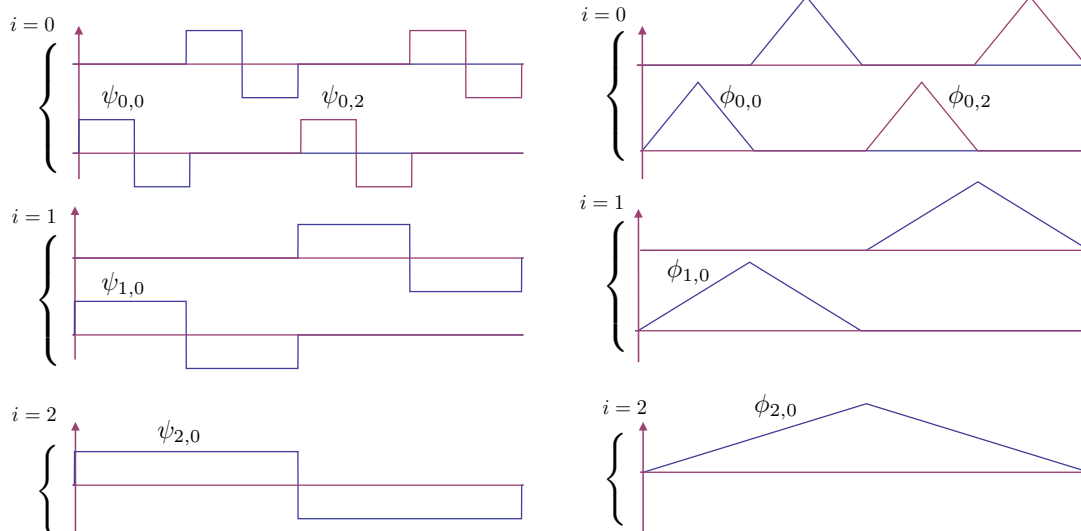 i = 0
i = 0
ψ0,0
ψ0,2
ϕ0,0
ϕ0,2
i = 1
i = 1
ψ1,0
ϕ1,0
i = 2
i = 2
ψ2,0
ϕ2,0